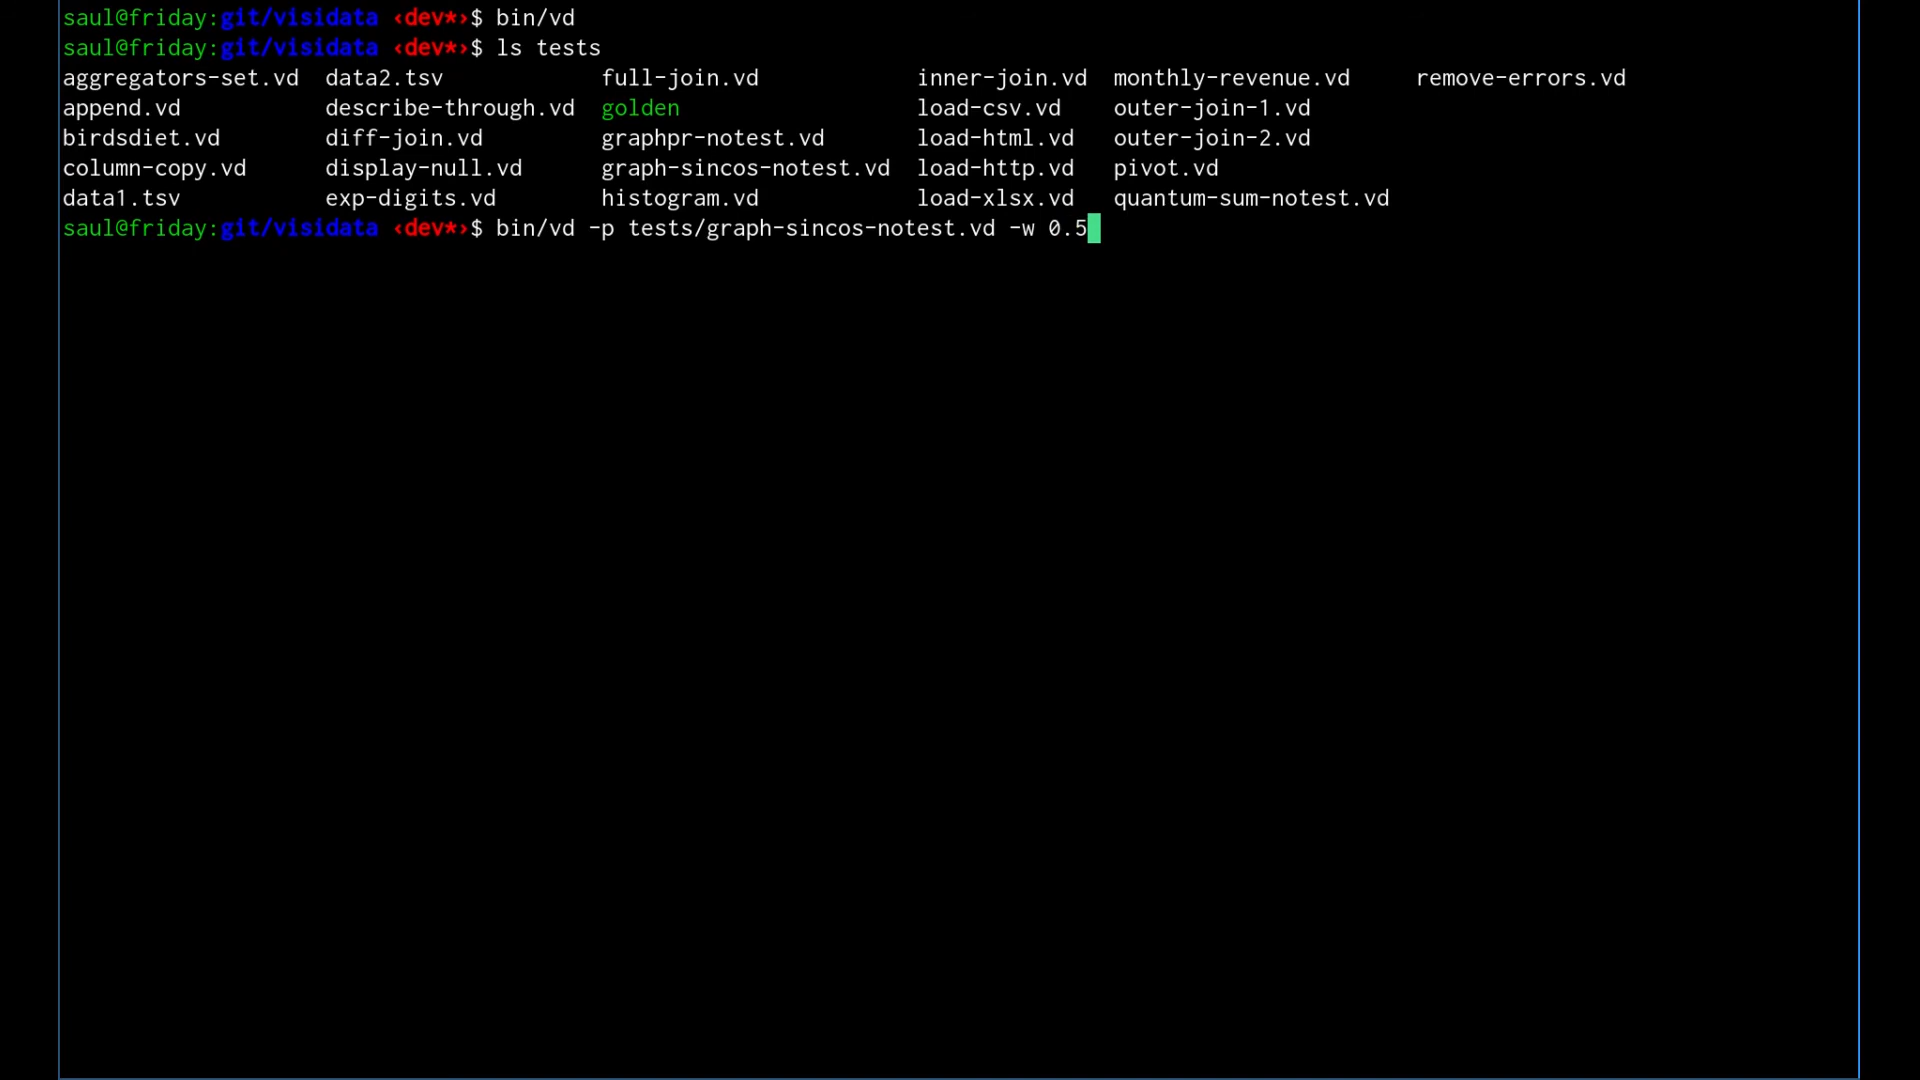 saul@friday:git/visidata ‹dev*›$ bin/vd
saul@friday:git/visidata ‹dev*›$ ls tests
aggregators-set.vd  data2.tsv            full-join.vd            inner-join.vd  monthly-revenue.vd     remove-errors.vd
append.vd           describe-through.vd  golden                  load-csv.vd    outer-join-1.vd
birdsdiet.vd        diff-join.vd         graphpr-notest.vd       load-html.vd   outer-join-2.vd
column-copy.vd      display-null.vd      graph-sincos-notest.vd  load-http.vd   pivot.vd
data1.tsv           exp-digits.vd        histogram.vd            load-xlsx.vd   quantum-sum-notest.vd
saul@friday:git/visidata ‹dev*›$ bin/vd -p tests/graph-sincos-notest.vd -w 0.5